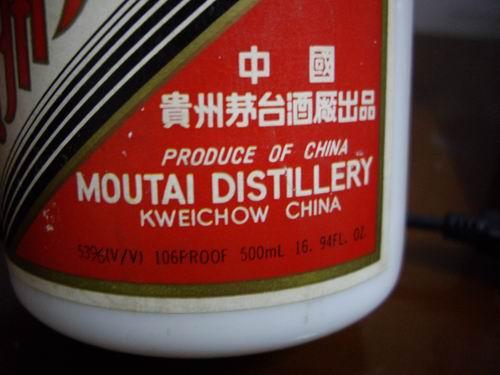 中國
貴州茅台酒厰出品
PRODUCE OF CHINA
MOUTAI DISTILLERY
KWEICHOW CHINA
53%(V/V) 106PROOF 500mL 16. 94FL. OZ.